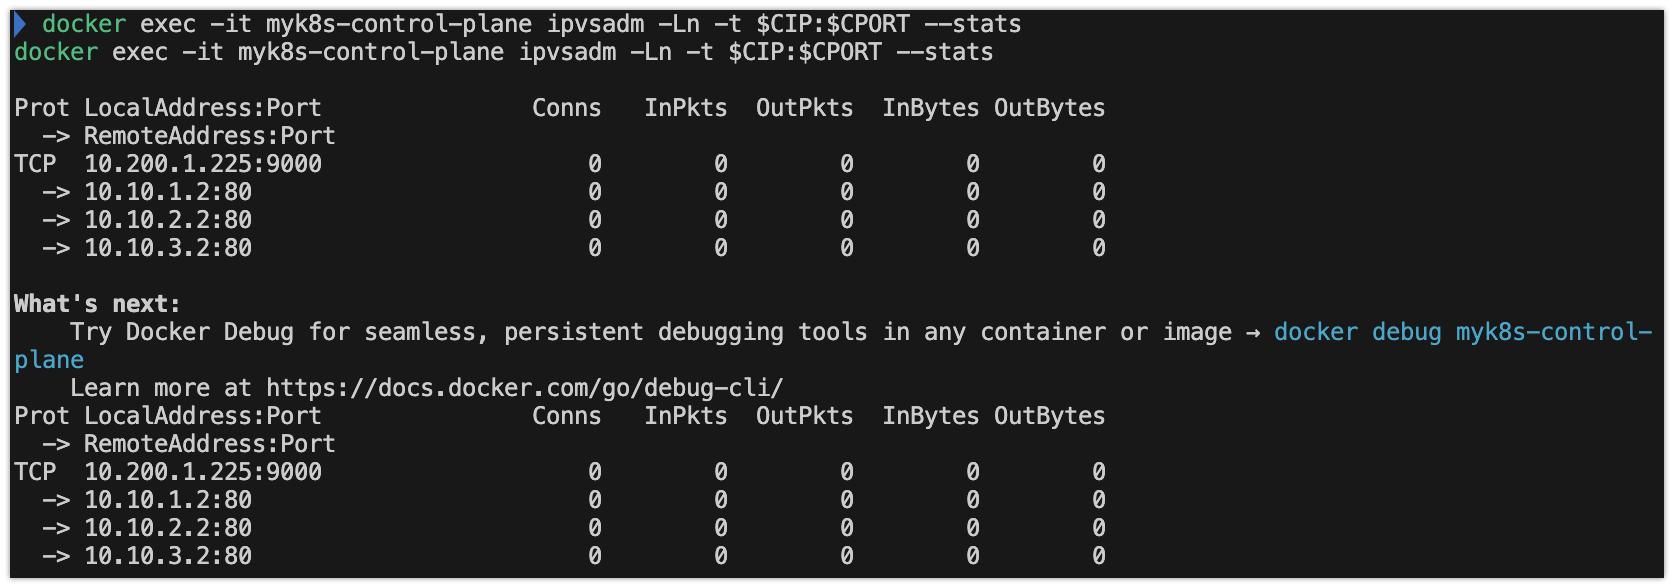 docker exec -it myk8s-control-plane ipvsadm -Ln -t $CIP:$CPORT --stats
docker exec -it myk8s-control-plane ipvsadm -Ln -t $CIP:$CPORT --stats
Prot LocalAddress:Port               Conns   InPkts  OutPkts  InBytes OutBytes
  -> RemoteAddress:Port
TCP  10.200.1.225:9000                   0        0        0        0        0
  -> 10.10.1.2:80                        0        0        0        0        0
  -> 10.10.2.2:80                        0        0        0        0        0
  -> 10.10.3.2:80                        0        0        0        0        0
What's next:
    Try Docker Debug for seamless, persistent debugging tools in any container or image → docker debug myk8s-control-
plane
    Learn more at https://docs.docker.com/go/debug-cli/
Prot LocalAddress:Port               Conns   InPkts  OutPkts  InBytes OutBytes
  -> RemoteAddress:Port
TCP  10.200.1.225:9000                   0        0        0        0        0
  -> 10.10.1.2:80                        0        0        0        0        0
  -> 10.10.2.2:80                        0        0        0        0        0
  -> 10.10.3.2:80                        0        0        0        0        0